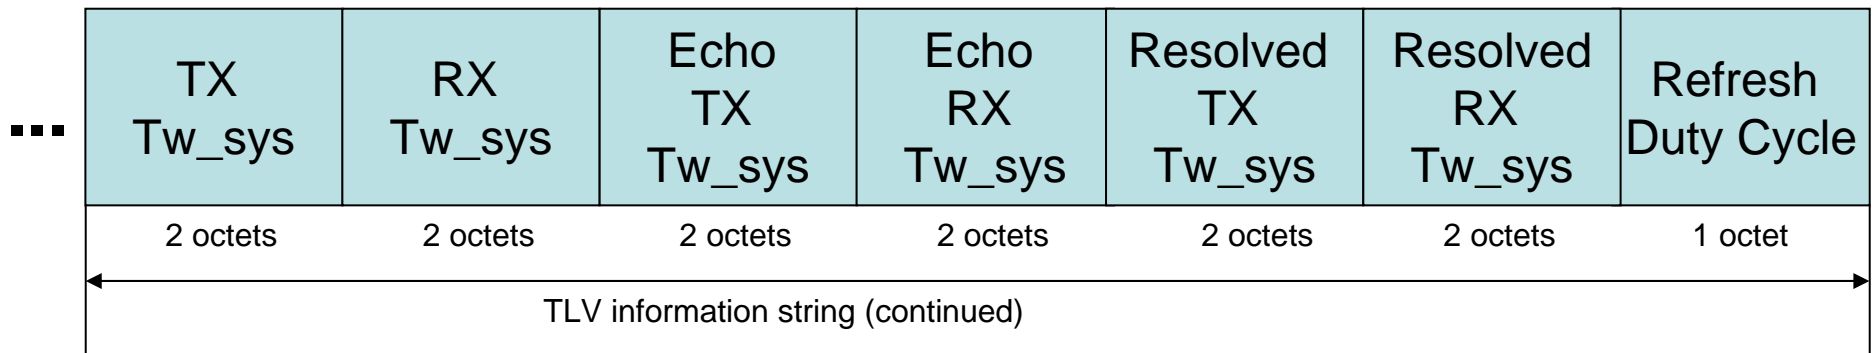 TX
Tw_sys
RX
Tw_sys
Echo
TX
Tw_sys
Echo
RX
Tw_sys
Resolved
TX
Tw_sys
Resolved
RX
Tw_sys
Refresh
Duty Cycle
2 octets
2 octets
2 octets
2 octets
2 octets
2 octets
1 octet
TLV information string (continued)